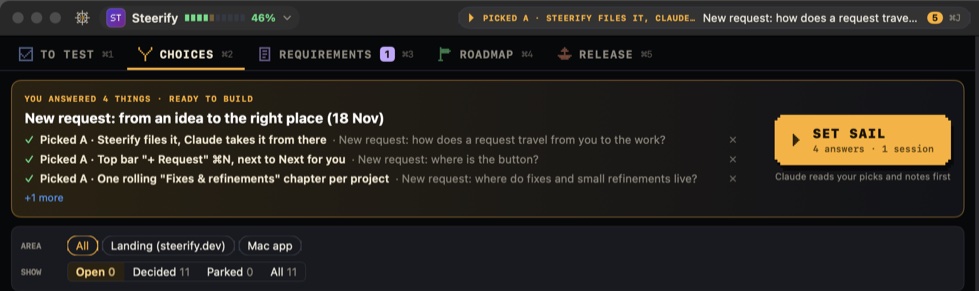 ST Steerify 46%
PICKED A · STEERIFY FILES IT, CLAUDE… New request: how does a request trave… 5 ⌘J
TO TEST ⌘1 CHOICES ⌘2 REQUIREMENTS 1 ⌘3 ROADMAP ⌘4 RELEASE ⌘5
YOU ANSWERED 4 THINGS · READY TO BUILD
New request: from an idea to the right place (18 Nov)
✓ Picked A · Steerify files it, Claude takes it from there · New request: how does a request travel from you to the work? ×
✓ Picked A · Top bar "+ Request" ⌘N, next to Next for you · New request: where is the button? ×
✓ Picked A · One rolling "Fixes & refinements" chapter per project · New request: where do fixes and small refinements live? ×
+1 more
SET SAIL
4 answers · 1 session
Claude reads your picks and notes first
AREA All Landing (steerify.dev) Mac app
SHOW Open 0 Decided 11 Parked 0 All 11